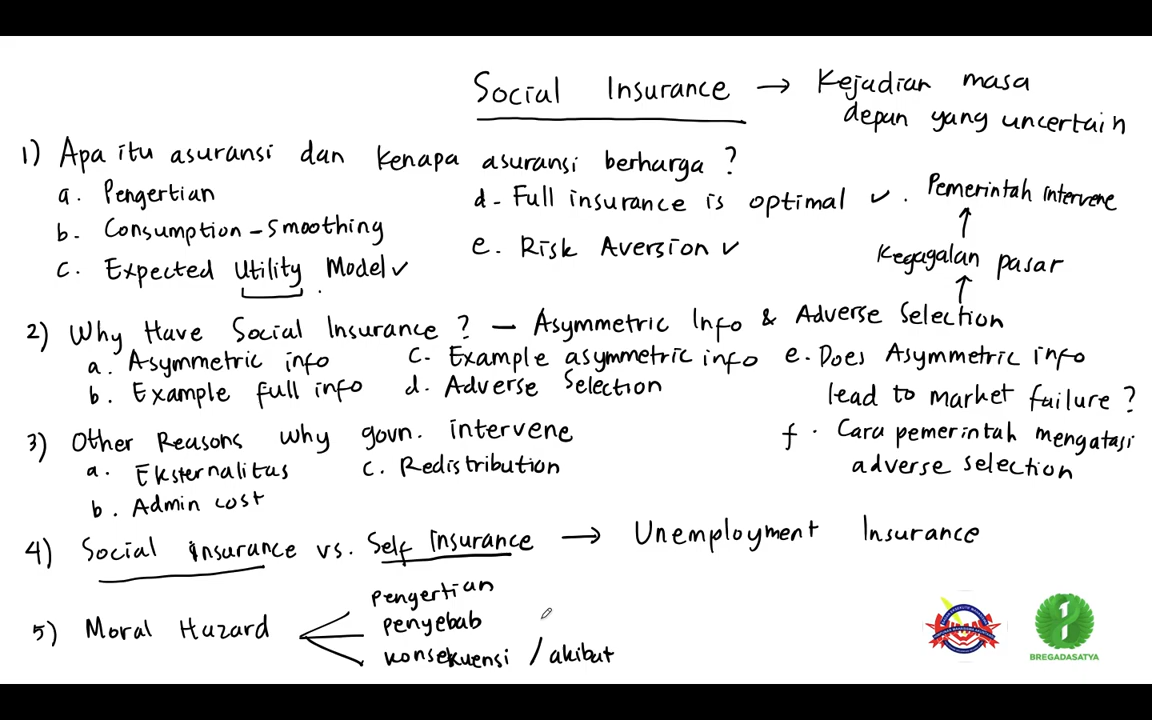 Social Insurance → Kejadian masa
depan yang uncertain
1) Apa itu asuransi dan kenapa asuransi berharga ?
a. Pengertian
b. Consumption - Smoothing
c. Expected Utility Model ✓
d. Full insurance is optimal ✓.
e. Risk Aversion ✓
Pemerintah intervene
↑
Kegagalan pasar
↑
2) Why Have Social Insurance ? - Asymmetric Info & Adverse Selection
a. Asymmetric info
b. Example full info
c. Example asymmetric info
d. Adverse Selection
e. Does Asymmetric info
lead to market failure ?
f. Cara pemerintah mengatasi
adverse selection
3) Other Reasons why govn. intervene
a. Eksternalitas
b. Admin cost
c. Redistribution
4) Social insurance vs. Self insurance → Unemployment Insurance
5) Moral Hazard
pengertian
penyebab
konsekuensi / akibat
BREGADASATYA